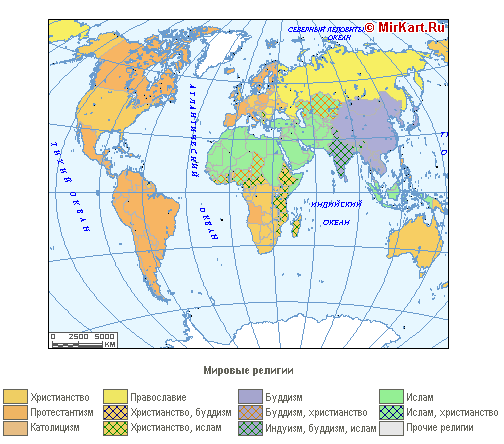 © MirKart.Ru
СЕВЕРНЫЙ ЛЕДОВИТЫЙ
ОКЕАН
АТЛАНТИЧЕСКИЙ
ОКЕАН
ТИХИЙ ОКЕАН
ИНДИЙСКИЙ
ОКЕАН
0 2500 5000
КМ
Мировые религии
Христианство
Православие
Буддизм
Ислам
Протестантизм
Христианство, буддизм
Буддизм, христианство
Ислам, христианство
Католицизм
Христианство, ислам
Индуизм, буддизм, ислам
Прочие религии